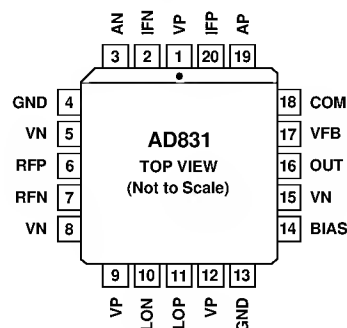 AN IFN VP IFP AP
3 2 1 20 19
GND 4
VN 5
RFP 6
RFN 7
VN 8
AD831
TOP VIEW
(Not to Scale)
18 COM
17 VFB
16 OUT
15 VN
14 BIAS
9 10 11 12 13
VP LON LOP VP GND